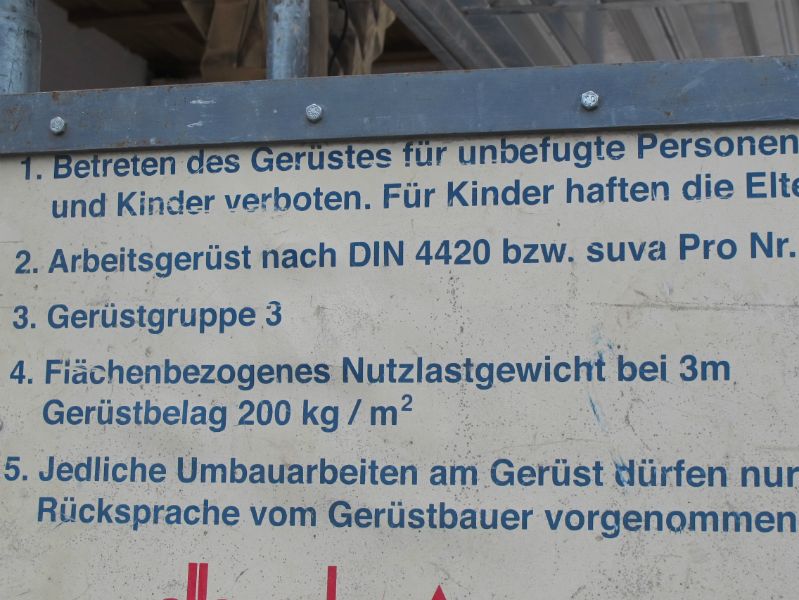 1. Betreten des Gerüstes für unbefugte Personen
und Kinder verboten. Für Kinder haften die Elte
2. Arbeitsgerüst nach DIN 4420 bzw. suva Pro Nr.
3. Gerüstgruppe 3
4. Flächenbezogenes Nutzlastgewicht bei 3m
Gerüstbelag 200 kg / m²
5. Jedliche Umbauarbeiten am Gerüst dürfen nur
Rücksprache vom Gerüstbauer vorgenommen